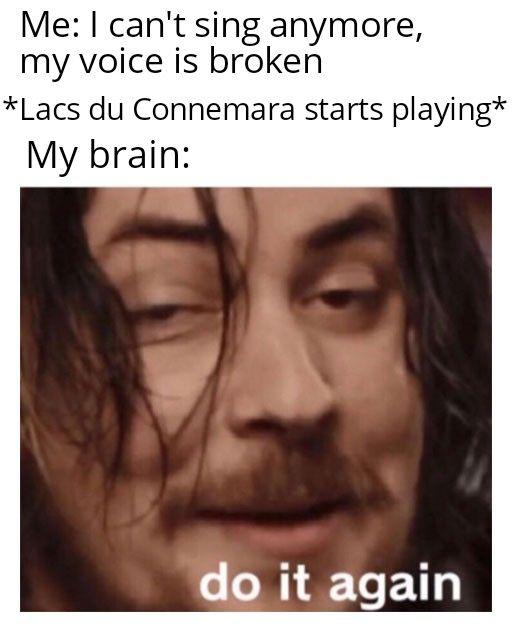 Me: I can't sing anymore,
my voice is broken
*Lacs du Connemara starts playing*
My brain:
do it again